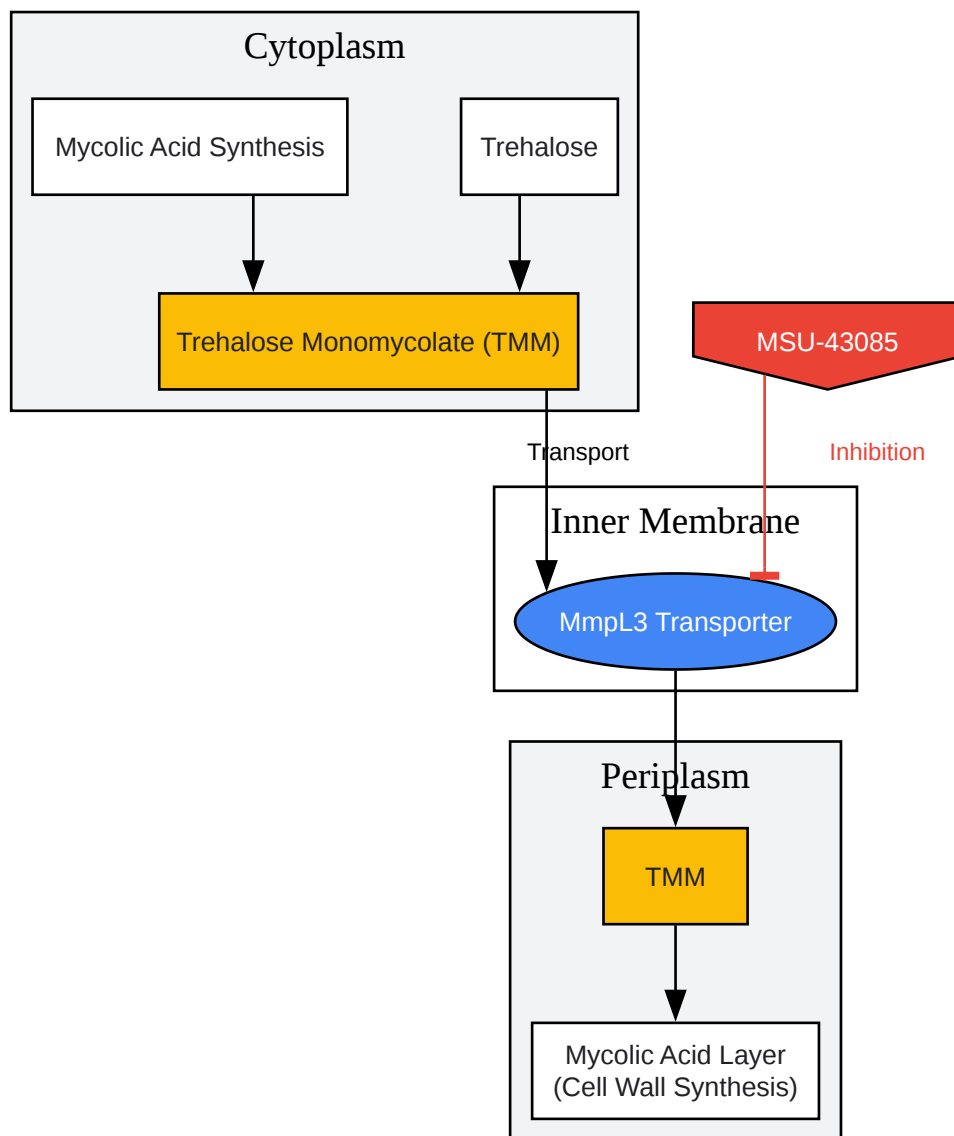 Cytoplasm
Mycolic Acid Synthesis
Trehalose
Trehalose Monomycolate (TMM)
MSU-43085
Transport
Inhibition
Inner Membrane
MmpL3 Transporter
Periplasm
TMM
Mycolic Acid Layer
(Cell Wall Synthesis)